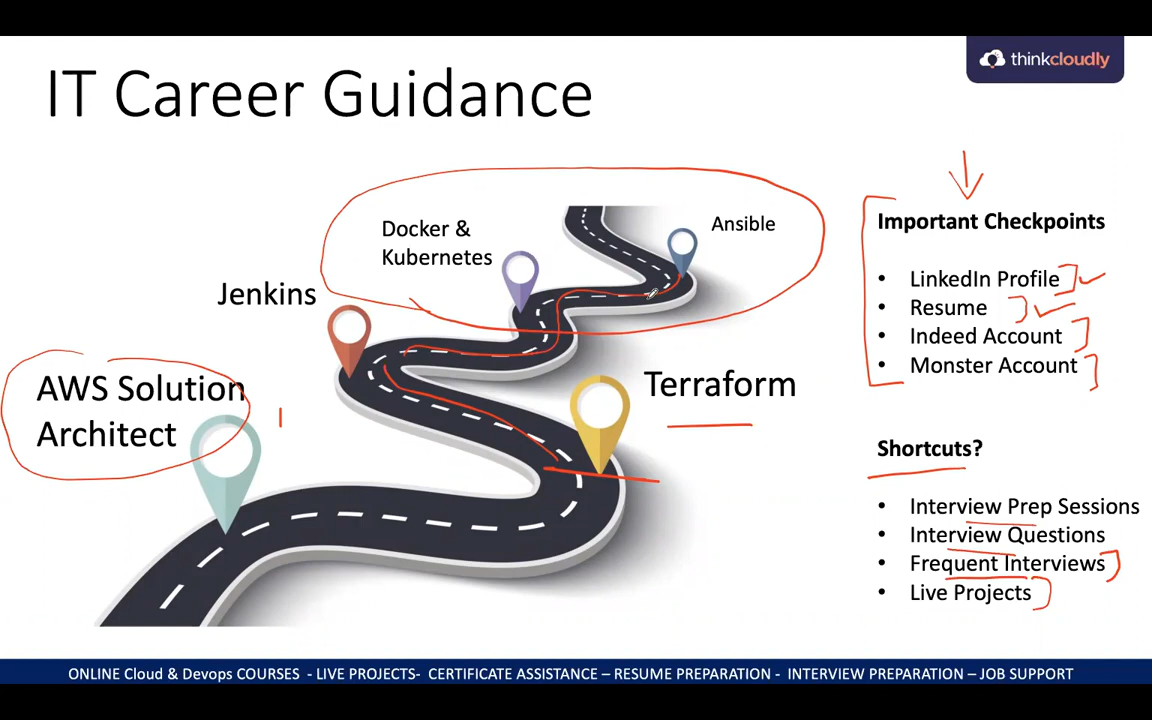 thinkcloudly
IT Career Guidance
Docker &
Kubernetes
Ansible
Jenkins
Terraform
AWS Solution
Architect
Important Checkpoints
• LinkedIn Profile
• Resume
• Indeed Account
• Monster Account
Shortcuts?
• Interview Prep Sessions
• Interview Questions
• Frequent Interviews
• Live Projects
ONLINE Cloud & Devops COURSES - LIVE PROJECTS- CERTIFICATE ASSISTANCE – RESUME PREPARATION - INTERVIEW PREPARATION – JOB SUPPORT